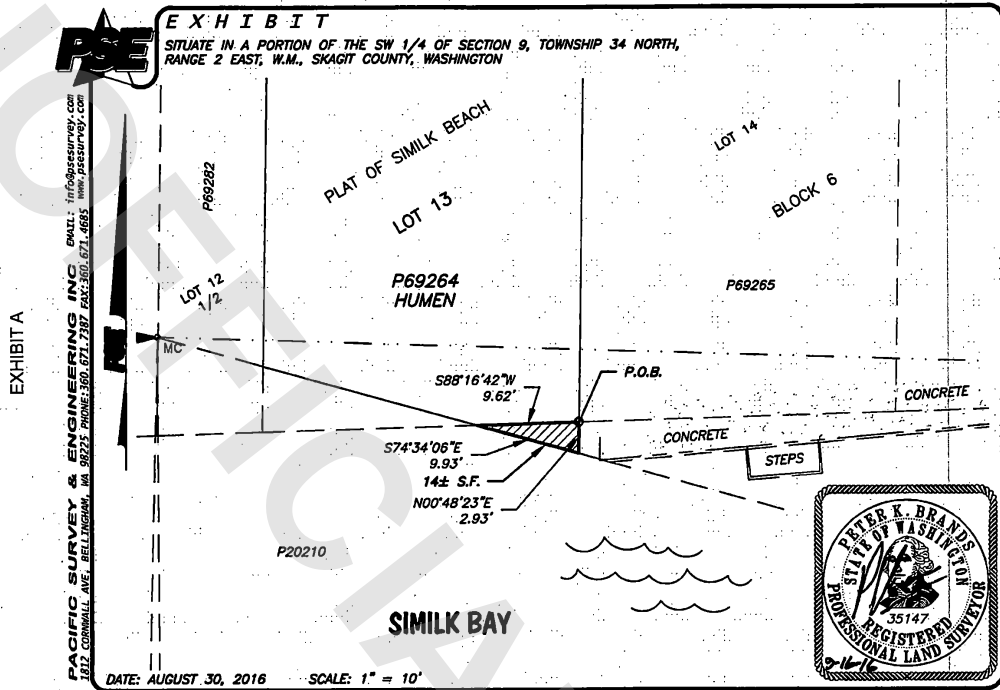 EXHIBIT
SITUATE IN A PORTION OF THE SW 1/4 OF SECTION 9, TOWNSHIP 34 NORTH,
RANGE 2 EAST, W.M., SKAGIT COUNTY, WASHINGTON
PSE
EXHIBIT A
PACIFIC SURVEY & ENGINEERING INC
1812 CORNWALL AVE, BELLINGHAM, WA 98225 PHONE:360.671.7387 FAX:360.671.4685
EMAIL: info@psesurvey.com
www.psesurvey.com
P69282
PLAT OF SIMILK BEACH
LOT 13
LOT 14
BLOCK 6
LOT 12
1/2
P69264
HUMEN
P69265
MC
S88°16'42"W
9.62'
P.O.B.
CONCRETE
CONCRETE
STEPS
S74°34'06"E
9.93'
14± S.F.
N00°48'23"E
2.93'
P20210
SIMILK BAY
PETER K. BRANDS
STATE OF WASHINGTON
35147
REGISTERED
PROFESSIONAL LAND SURVEYOR
9-16-16
DATE: AUGUST 30, 2016 SCALE: 1" = 10'
UNOFFICIAL